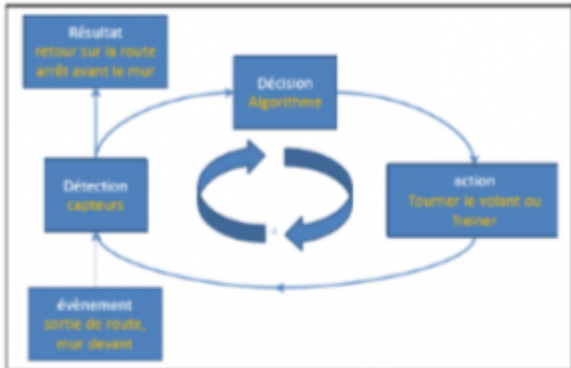 Résultat
retour sur la route
arrêt avant le mur
Décision
Algorithme
Détection
capteurs
action
Tourner le volant ou
freiner
évènement
sortie de route,
mur devant